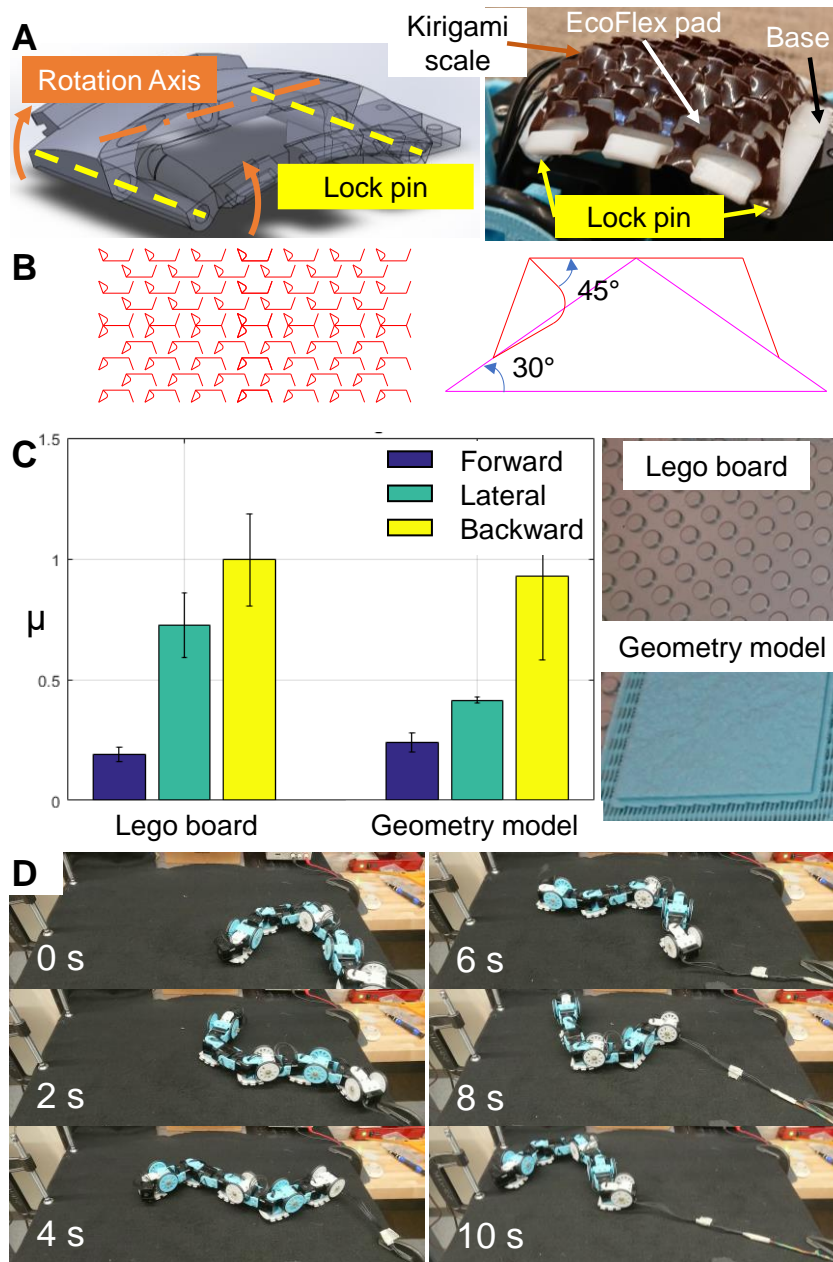 A
Rotation Axis
Lock pin
Kirigami
scale
EcoFlex pad
Base
Lock pin
B
45°
30°
C
1.5
1
0.5
0
μ
Forward
Lateral
Backward
Lego board
Geometry model
Lego board
Geometry model
D
0 s
2 s
4 s
6 s
8 s
10 s